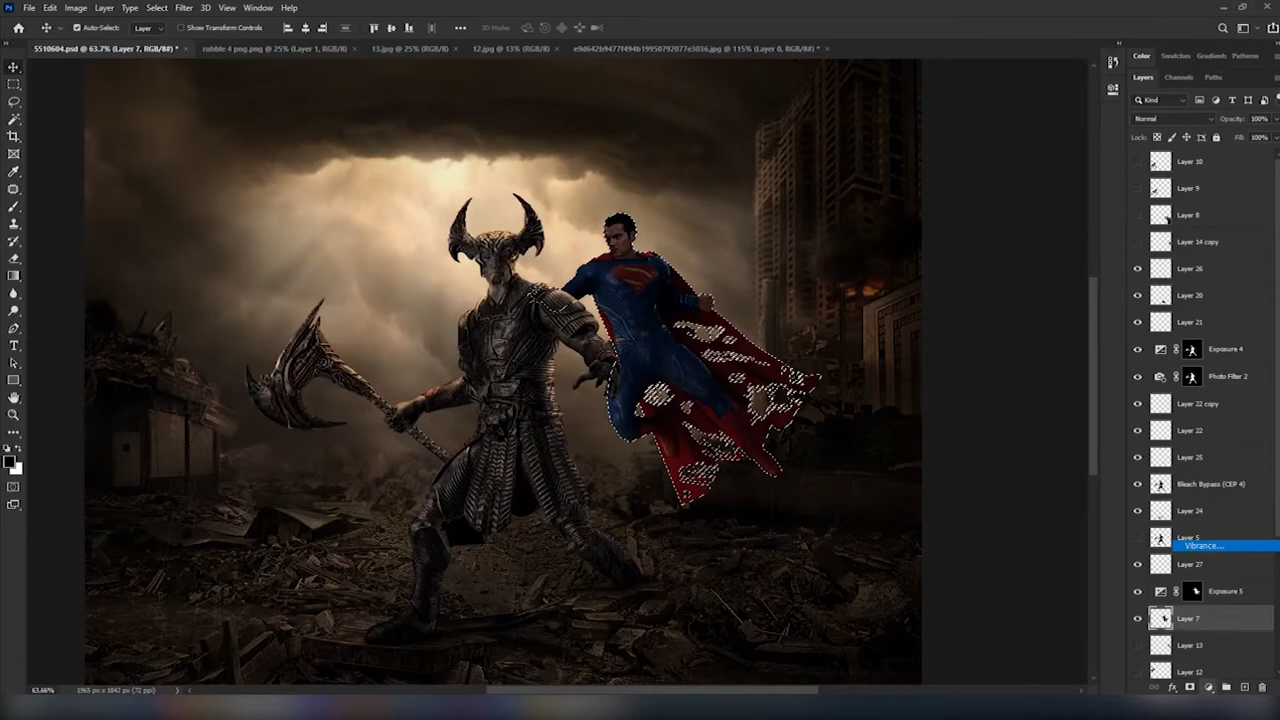 File Edit Image Layer Type Select Filter 3D View Window Help
Auto-Select: Layer Show Transform Controls ••• 3D Mode:
5510604.psd @ 63.7% (Layer 7, RGB/8#) * × rubble 4 png.png @ 25% (Layer 1, RGB/8#) × 13.jpg @ 25% (RGB/8#) × 12.jpg @ 13% (RGB/8#) × e9d642b9477f494b19950792077e3036.jpg @ 115% (Layer 0, RGB/8#) * ×
Color Swatches Gradients Patterns
Layers Channels Paths
Kind
Normal Opacity: 100%
Lock: Fill: 100%
Layer 10
Layer 9
Layer 8
Layer 14 copy
Layer 26
Layer 20
Layer 21
Exposure 4
Photo Filter 2
Layer 22 copy
Layer 22
Layer 25
Bleach Bypass (CEP 4)
Layer 24
Layer 5
Vibrance...
Layer 27
Exposure 5
Layer 7
Layer 13
Layer 12
63.66% 1965 px x 1842 px (72 ppi)